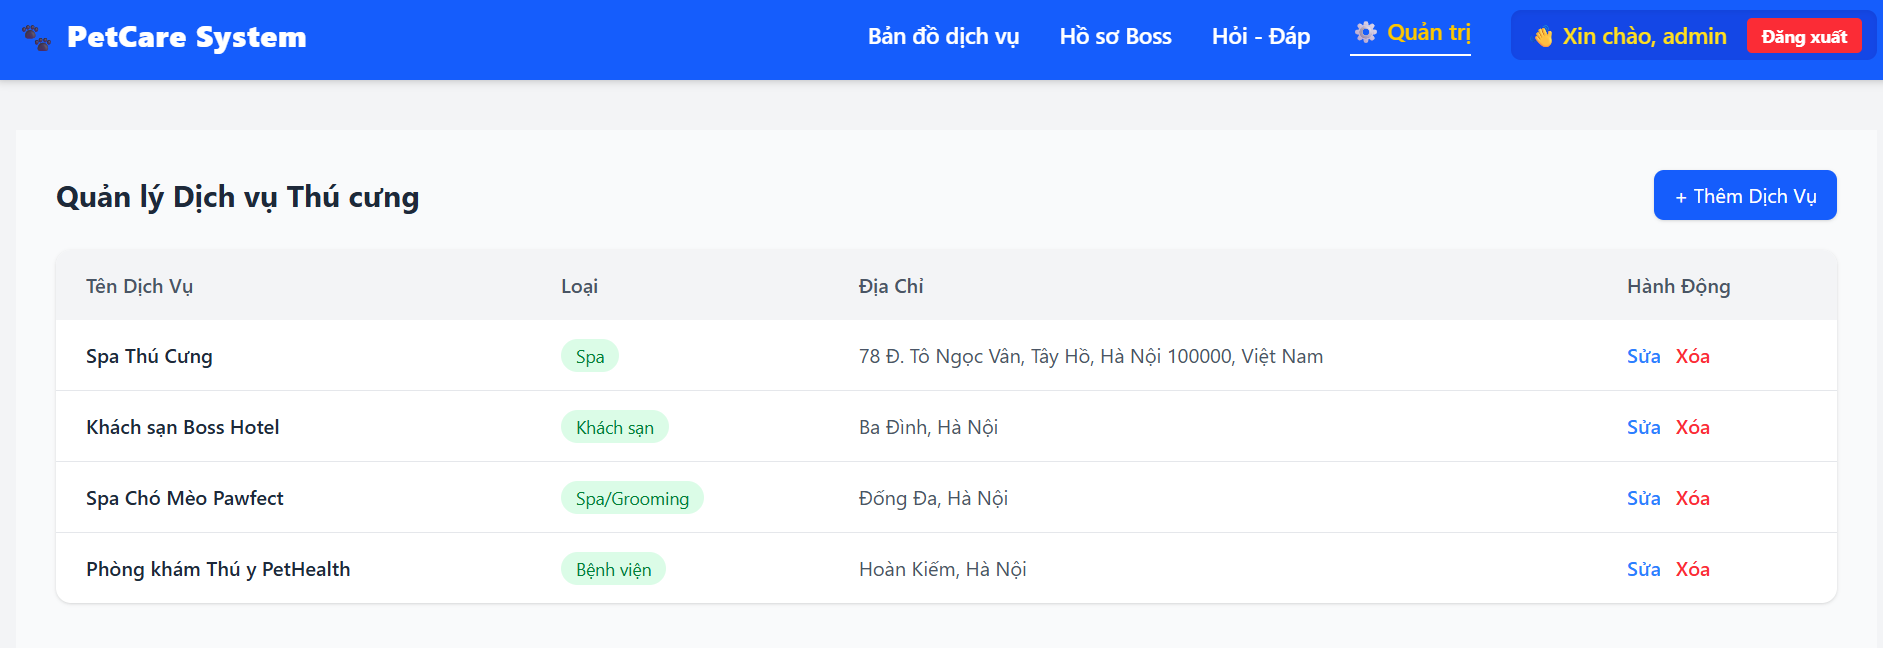 PetCare System
Bản đồ dịch vụ Hồ sơ Boss Hỏi - Đáp Quản trị Xin chào, admin Đăng xuất
Quản lý Dịch vụ Thú cưng
+ Thêm Dịch Vụ
Tên Dịch Vụ Loại Địa Chỉ Hành Động
Spa Thú Cưng Spa 78 Đ. Tô Ngọc Vân, Tây Hồ, Hà Nội 100000, Việt Nam Sửa Xóa
Khách sạn Boss Hotel Khách sạn Ba Đình, Hà Nội Sửa Xóa
Spa Chó Mèo Pawfect Spa/Grooming Đống Đa, Hà Nội Sửa Xóa
Phòng khám Thú y PetHealth Bệnh viện Hoàn Kiếm, Hà Nội Sửa Xóa